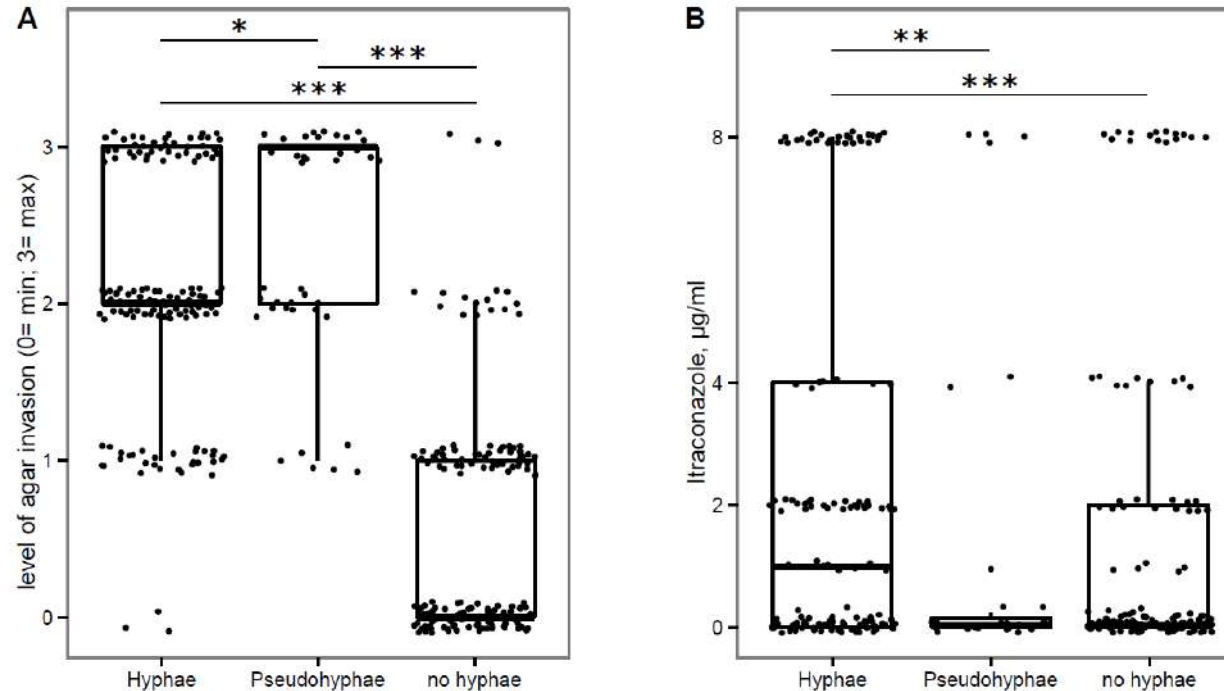 A
*
***
***
level of agar invasion (0= min; 3= max)
3
2
1
0
Hyphae Pseudohyphae no hyphae
B
**
***
Itraconazole, µg/ml
8
4
2
0
Hyphae Pseudohyphae no hyphae